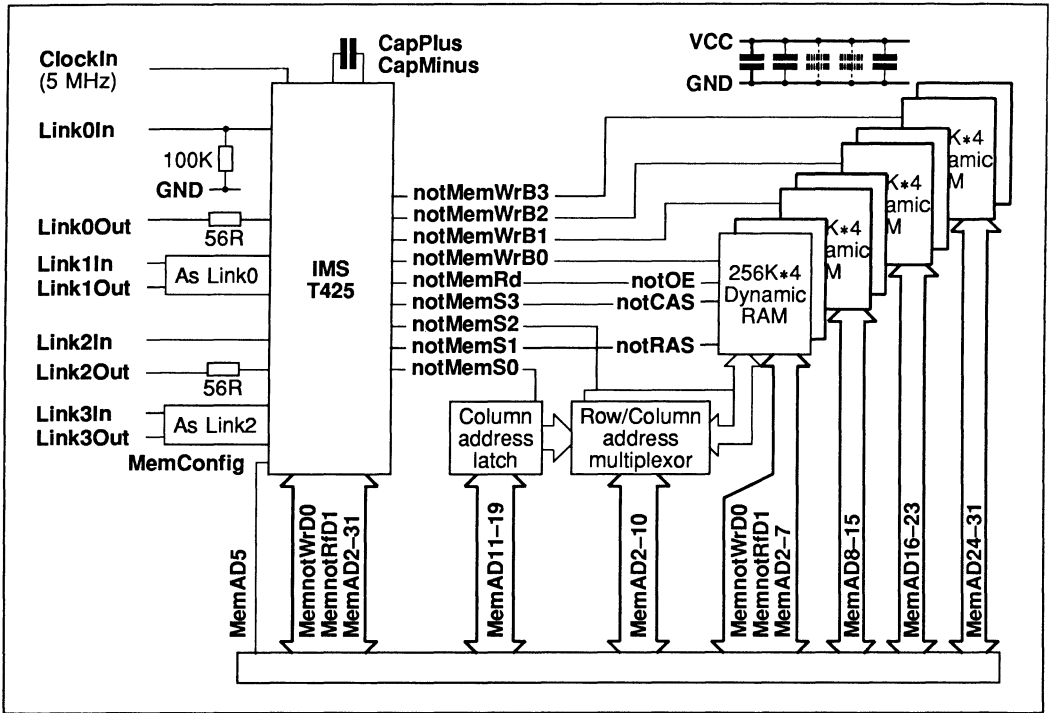 ClockIn
(5 MHz)
CapPlus
CapMinus
VCC
GND
Link0In
100K
GND
Link0Out
56R
Link1In
Link1Out
As Link0
Link2In
Link2Out
56R
Link3In
Link3Out
As Link2
MemConfig
IMS
T425
notMemWrB3
notMemWrB2
notMemWrB1
notMemWrB0
notMemRd
notMemS3
notMemS2
notMemS1
notMemS0
notOE
notCAS
notRAS
256K*4
Dynamic
RAM
K*4
amic
M
K*4
amic
M
K*4
amic
M
Column
address
latch
Row/Column
address
multiplexor
MemAD5
MemnotWrD0
MemnotRfD1
MemAD2-31
MemAD11-19
MemAD2-10
MemnotWrD0
MemnotRfD1
MemAD2-7
MemAD8-15
MemAD16-23
MemAD24-31